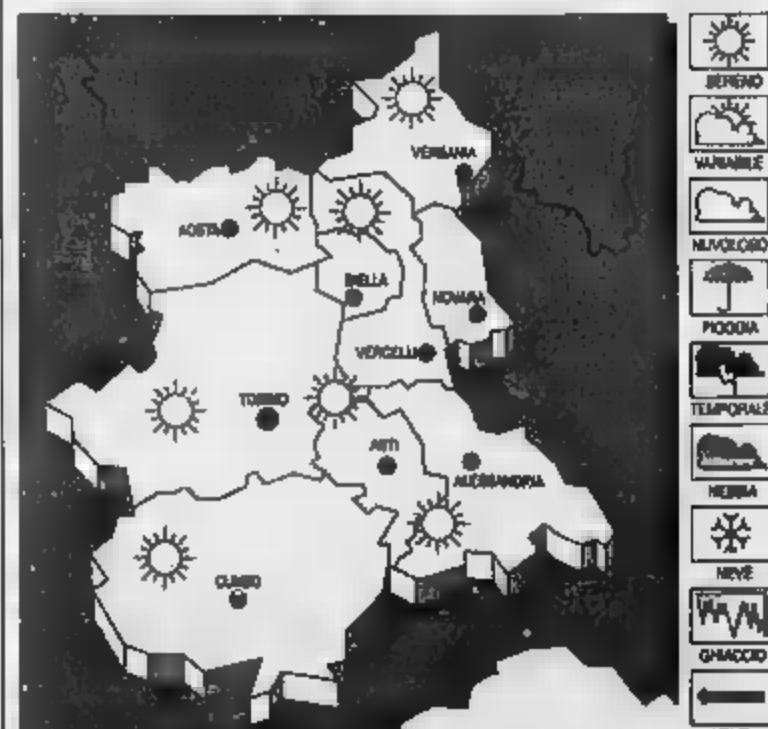 SERENO
VERBANIA
VARIABILE
AOSTA
NUVOLOSO
BIELLA
NOVARA
PIOGGIA
VERCELLI
TORINO
TEMPORALE
ASTI
ALESSANDRIA
NEBBIA
NEVE
CUNEO
GHIACCIO